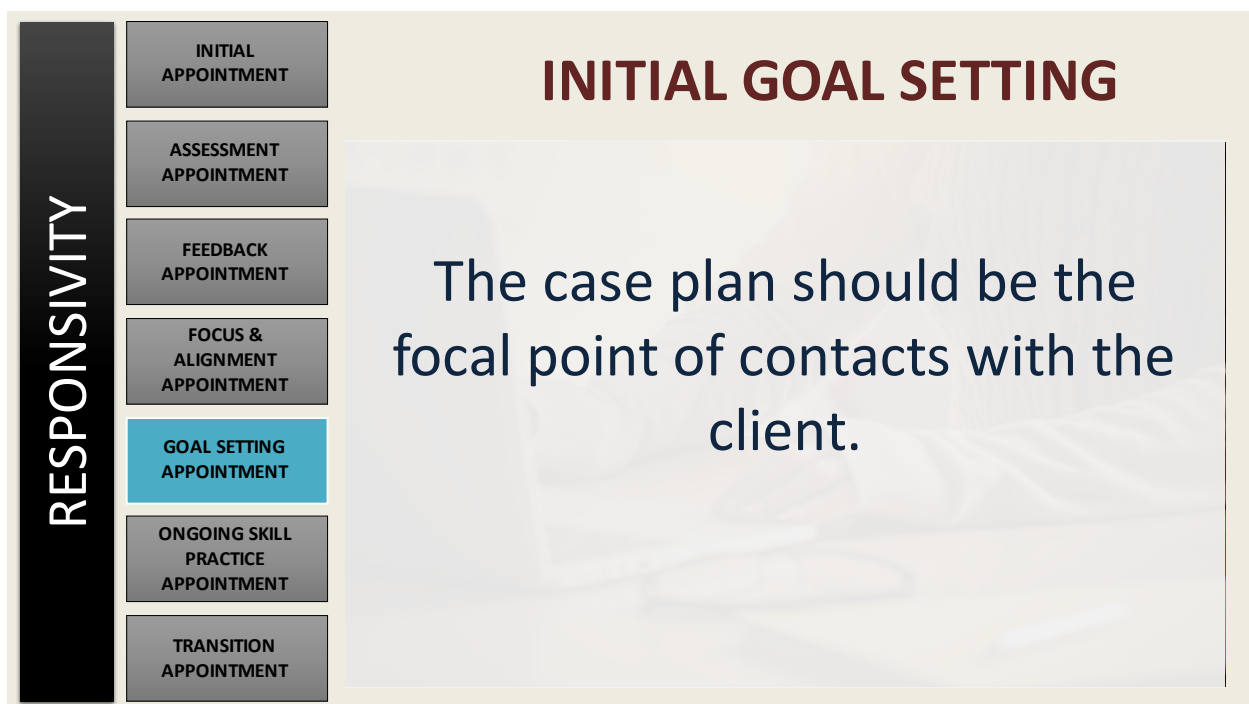 RESPONSIVITY
INITIAL
APPOINTMENT
ASSESSMENT
APPOINTMENT
FEEDBACK
APPOINTMENT
FOCUS &
ALIGNMENT
APPOINTMENT
GOAL SETTING
APPOINTMENT
ONGOING SKILL
PRACTICE
APPOINTMENT
TRANSITION
APPOINTMENT
INITIAL GOAL SETTING
The case plan should be the
focal point of contacts with the
client.